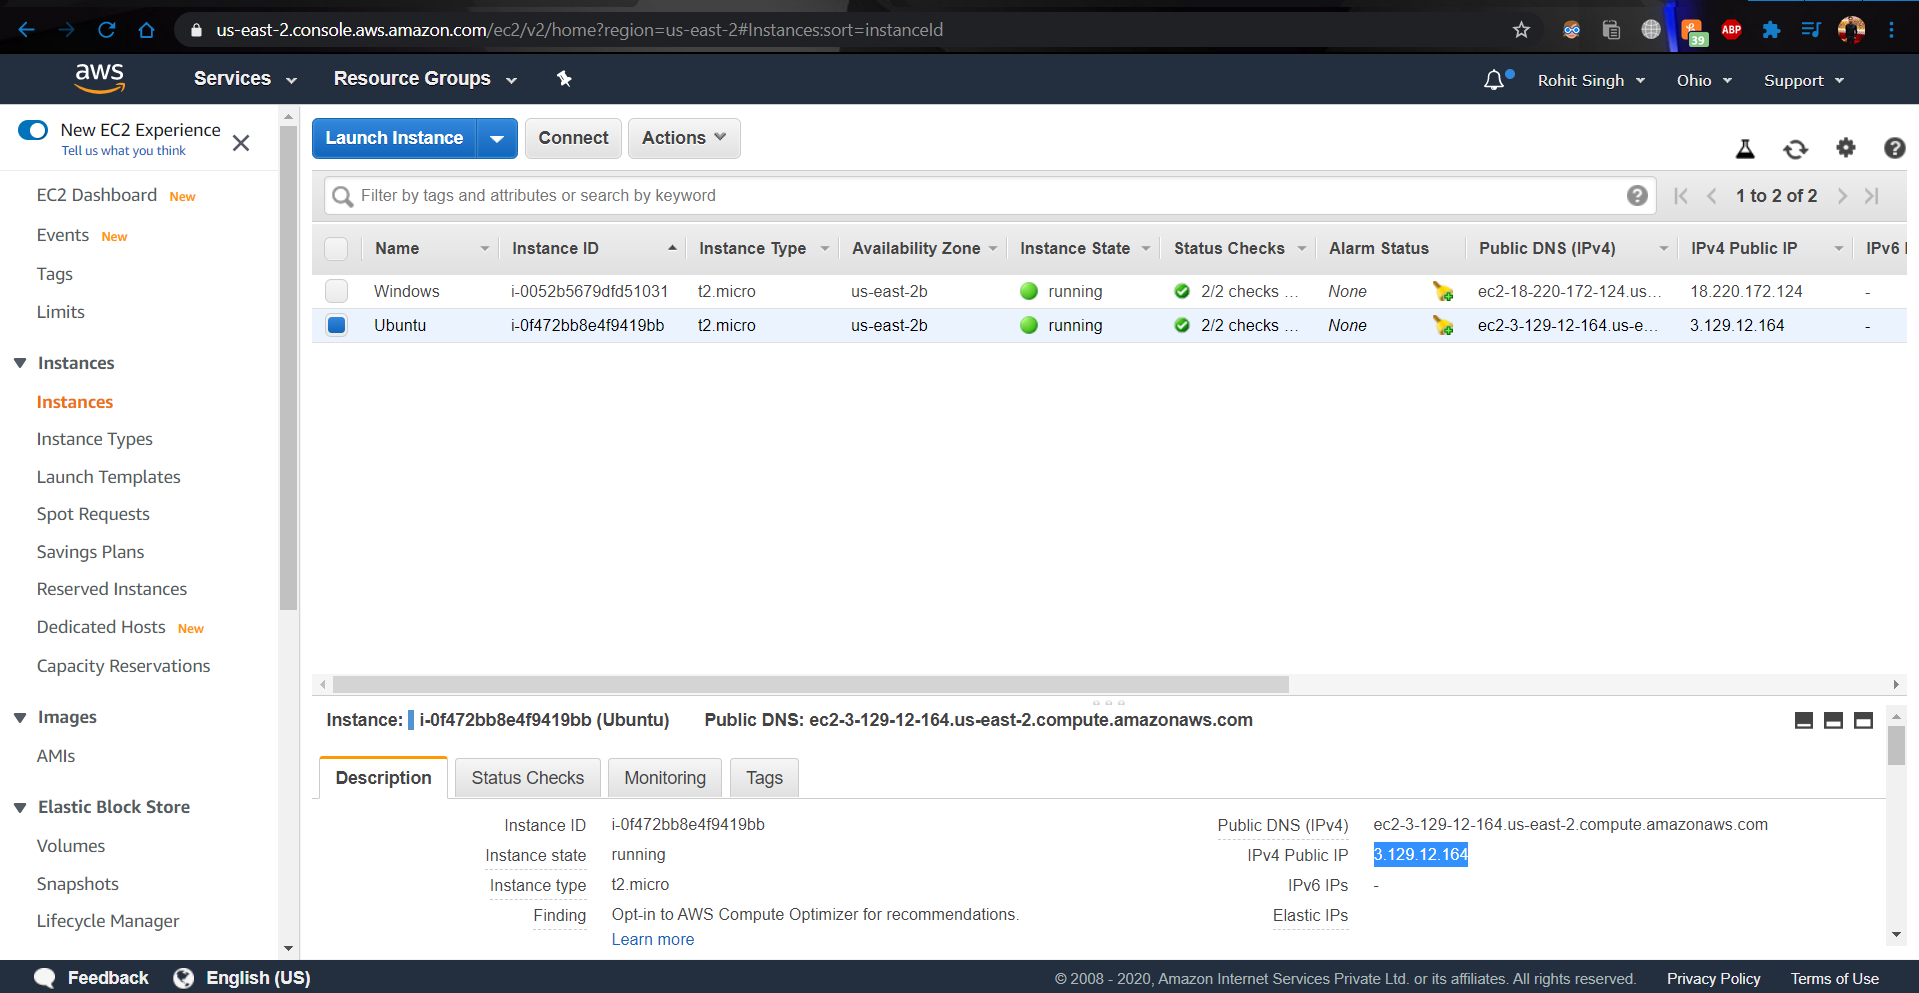 us-east-2.console.aws.amazon.com/ec2/v2/home?region=us-east-2#Instances:sort=instanceId
39
ABP
aws
Services
Resource Groups
Rohit Singh
Ohio
Support
New EC2 Experience
Tell us what you think
EC2 Dashboard New
Events New
Tags
Limits
Instances
Instances
Instance Types
Launch Templates
Spot Requests
Savings Plans
Reserved Instances
Dedicated Hosts New
Capacity Reservations
Images
AMIs
Elastic Block Store
Volumes
Snapshots
Lifecycle Manager
Launch Instance
Connect
Actions
Filter by tags and attributes or search by keyword
1 to 2 of 2
Name Instance ID Instance Type Availability Zone Instance State Status Checks Alarm Status Public DNS (IPv4) IPv4 Public IP IPv6 I
Windows i-0052b5679dfd51031 t2.micro us-east-2b running 2/2 checks ... None ec2-18-220-172-124.us... 18.220.172.124 -
Ubuntu i-0f472bb8e4f9419bb t2.micro us-east-2b running 2/2 checks ... None ec2-3-129-12-164.us-e... 3.129.12.164 -
Instance: i-0f472bb8e4f9419bb (Ubuntu) Public DNS: ec2-3-129-12-164.us-east-2.compute.amazonaws.com
Description Status Checks Monitoring Tags
Instance ID i-0f472bb8e4f9419bb
Instance state running
Instance type t2.micro
Finding Opt-in to AWS Compute Optimizer for recommendations.
Learn more
Public DNS (IPv4) ec2-3-129-12-164.us-east-2.compute.amazonaws.com
IPv4 Public IP 3.129.12.164
IPv6 IPs -
Elastic IPs
Feedback
English (US)
© 2008 - 2020, Amazon Internet Services Private Ltd. or its affiliates. All rights reserved.
Privacy Policy
Terms of Use